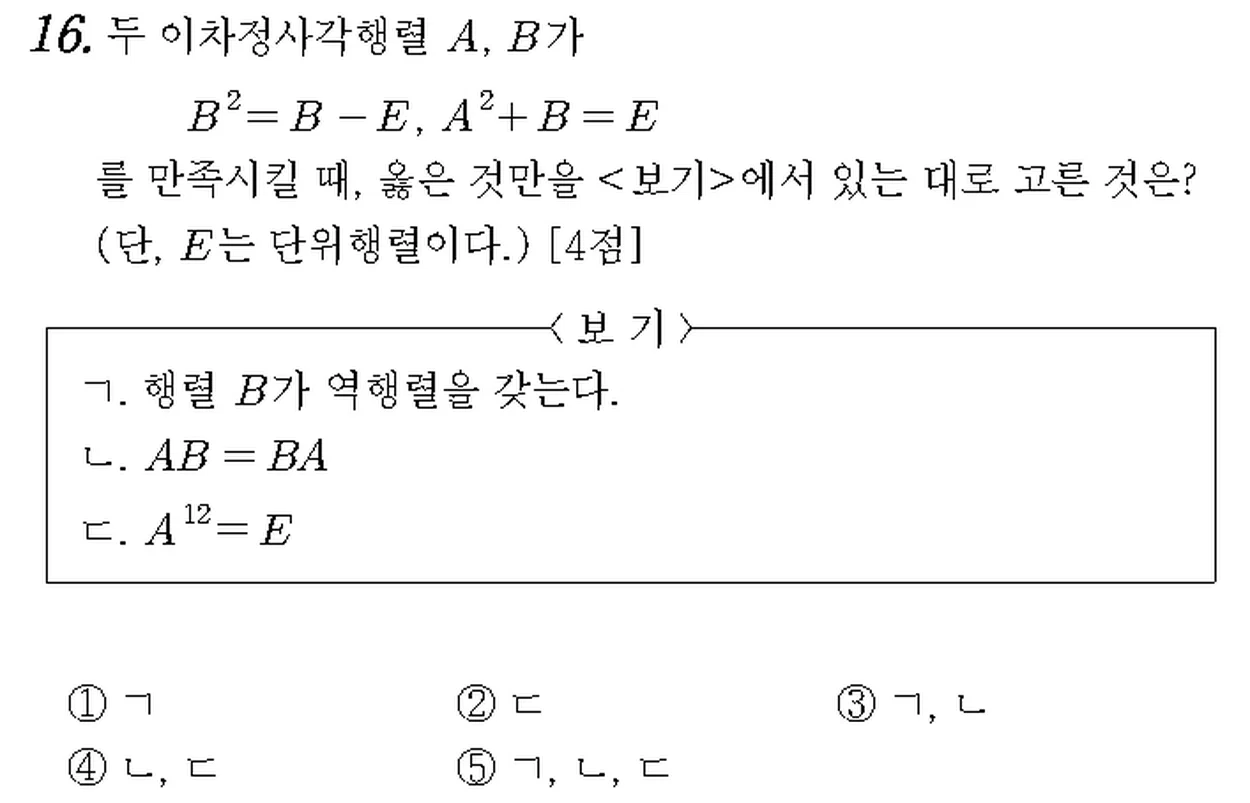 16. 두 이차정사각행렬 A, B가
B²= B − E, A²+ B = E
를 만족시킬 때, 옳은 것만을 <보기>에서 있는 대로 고른 것은?
(단, E는 단위행렬이다.) [4점]
〈 보 기 〉
ㄱ. 행렬 B가 역행렬을 갖는다.
ㄴ. AB = BA
ㄷ. A¹²= E
① ㄱ ② ㄷ ③ ㄱ, ㄴ
④ ㄴ, ㄷ ⑤ ㄱ, ㄴ, ㄷ